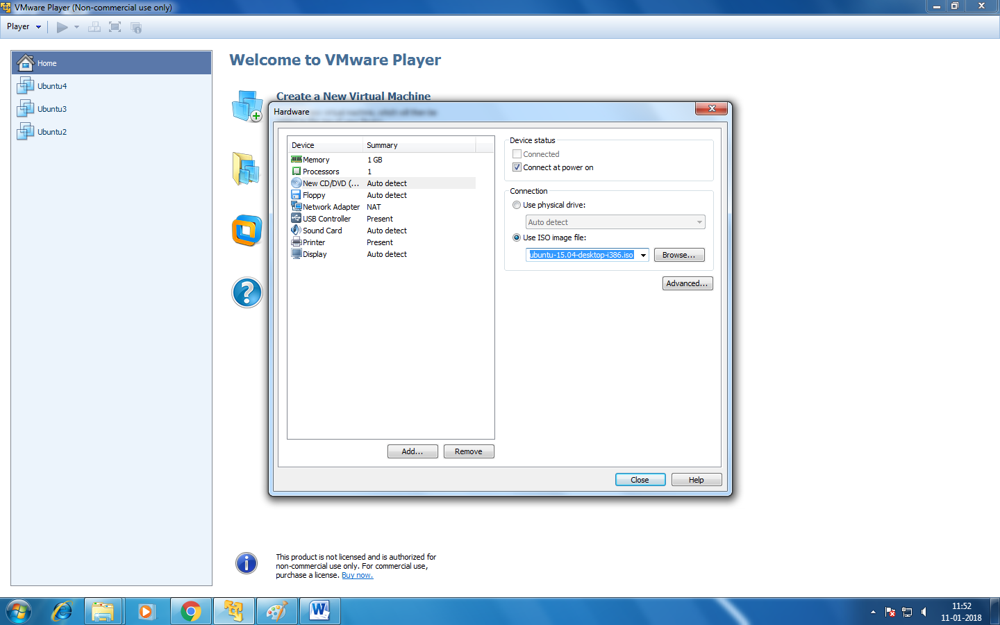 VMware Player (Non-commercial use only)
Player
Home
Ubuntu4
Ubuntu3
Ubuntu2
Welcome to VMware Player
Create a New Virtual Machine
Hardware
Device Summary
Memory 1 GB
Processors 1
New CD/DVD (... Auto detect
Floppy Auto detect
Network Adapter NAT
USB Controller Present
Sound Card Auto detect
Printer Present
Display Auto detect
Add... Remove
Device status
Connected
Connect at power on
Connection
Use physical drive:
Auto detect
Use ISO image file:
ubuntu-15.04-desktop-i386.iso Browse...
Advanced...
Close Help
This product is not licensed and is authorized for
non-commercial use only. For commercial use,
purchase a license. Buy now.
11:52
11-01-2018